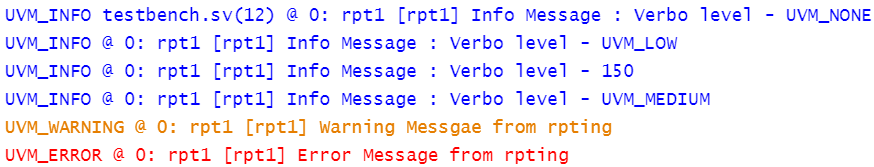 UVM_INFO testbench.sv(12) @ 0: rpt1 [rpt1] Info Message : Verbo level - UVM_NONE
UVM_INFO @ 0: rpt1 [rpt1] Info Message : Verbo level - UVM_LOW
UVM_INFO @ 0: rpt1 [rpt1] Info Message : Verbo level - 150
UVM_INFO @ 0: rpt1 [rpt1] Info Message : Verbo level - UVM_MEDIUM
UVM_WARNING @ 0: rpt1 [rpt1] Warning Messgae from rpting
UVM_ERROR @ 0: rpt1 [rpt1] Error Message from rpting